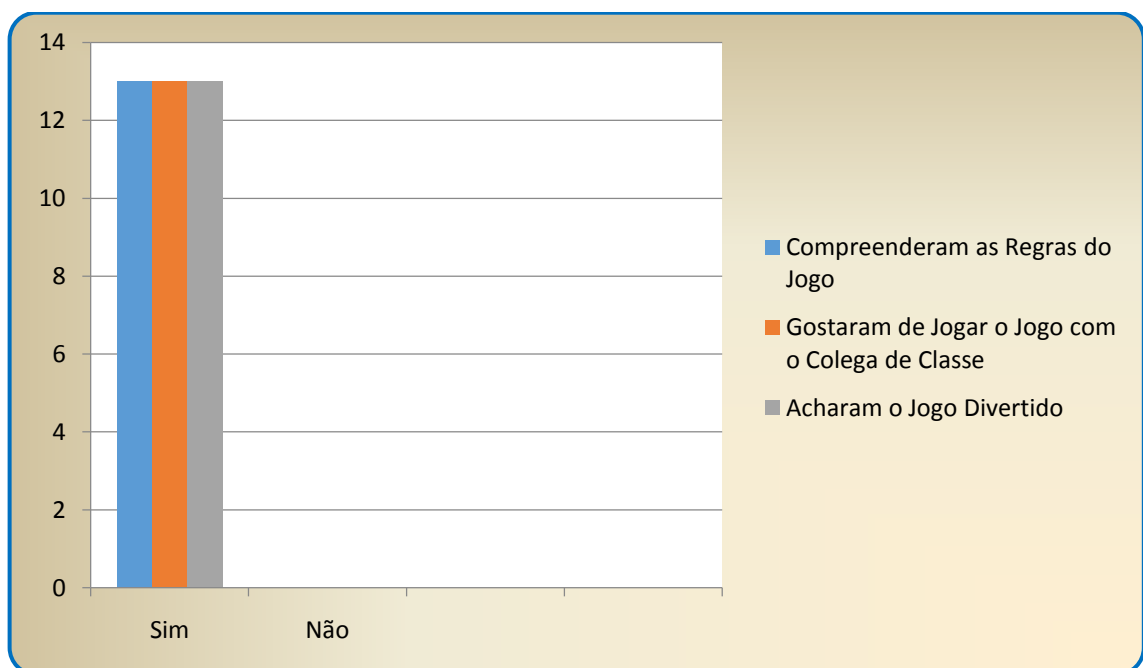 14
12
10
8
6
4
2
0
Sim Não
Compreenderam as Regras do
Jogo
Gostaram de Jogar o Jogo com
o Colega de Classe
Acharam o Jogo Divertido